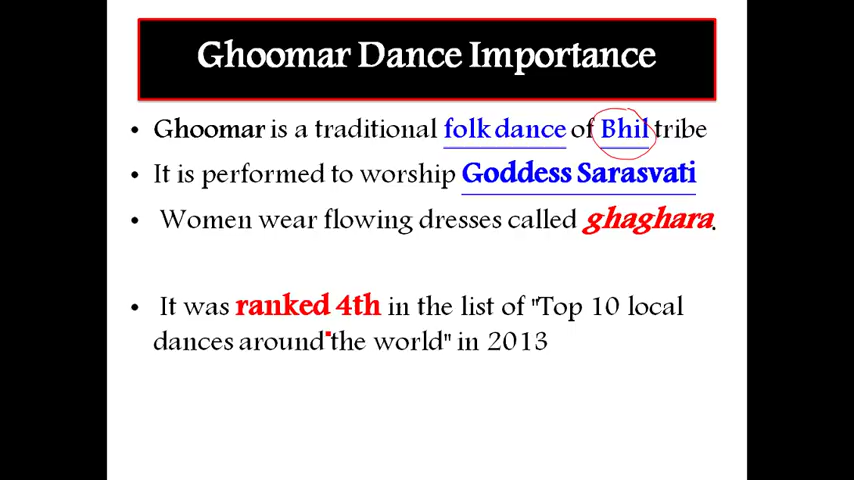 Ghoomar Dance Importance
• Ghoomar is a traditional folk dance of Bhil tribe
• It is performed to worship Goddess Sarasvati
• Women wear flowing dresses called ghaghara.
• It was ranked 4th in the list of "Top 10 local
dances around the world" in 2013